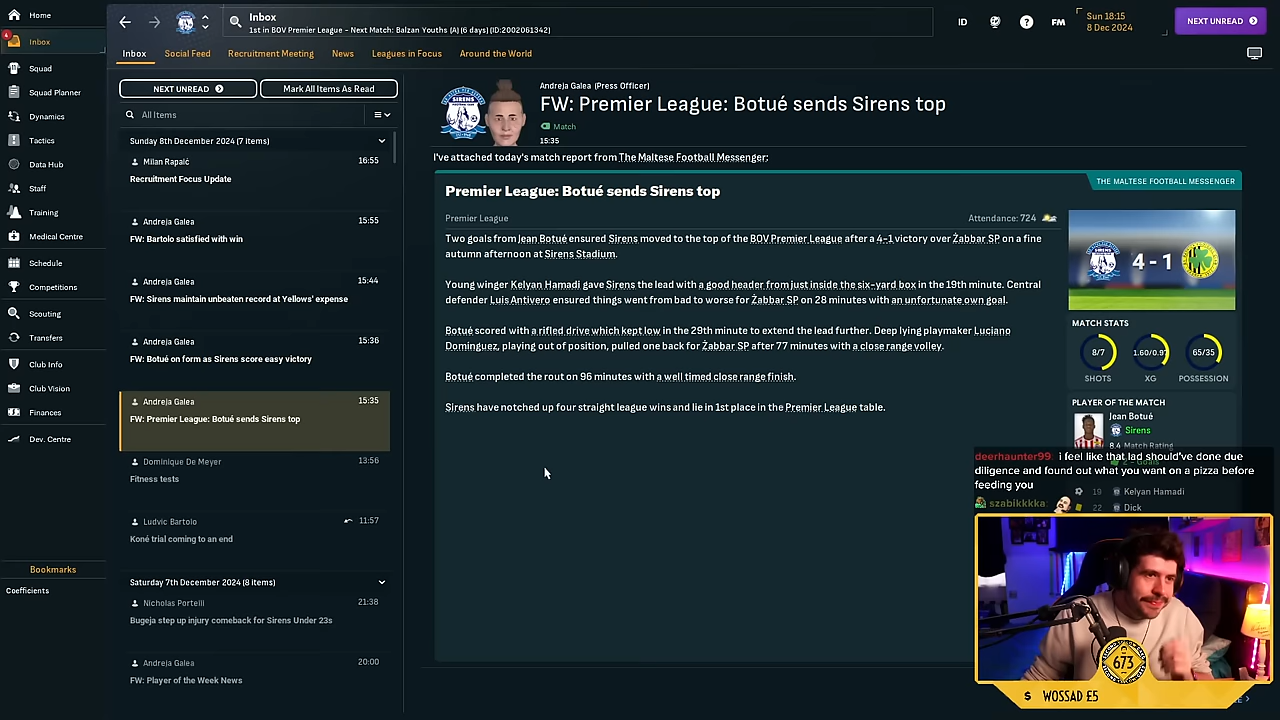 Home
Inbox
4
Squad
Squad Planner
Dynamics
Tactics
Data Hub
Staff
Training
Medical Centre
Schedule
Competitions
Scouting
Transfers
Club Info
Club Vision
Finances
Dev. Centre
Bookmarks
Coefficients
Inbox
1st in BOV Premier League - Next Match: Balzan Youths (A) (6 days) (ID:2002061342)
ID
FM
Sun 18:15
8 Dec 2024
NEXT UNREAD
Inbox Social Feed Recruitment Meeting News Leagues in Focus Around the World
NEXT UNREAD
Mark All Items As Read
All Items
Sunday 8th December 2024 (7 items)
Milan Rapaić 16:55
Recruitment Focus Update
Andreja Galea 15:55
FW: Bartolo satisfied with win
Andreja Galea 15:44
FW: Sirens maintain unbeaten record at Yellows' expense
Andreja Galea 15:36
FW: Botué on form as Sirens score easy victory
Andreja Galea 15:35
FW: Premier League: Botué sends Sirens top
Dominique De Meyer 13:56
Fitness tests
Ludvic Bartolo 11:57
Koné trial coming to an end
Saturday 7th December 2024 (8 items)
Nicholas Portelli 21:38
Bugeja step up injury comeback for Sirens Under 23s
Andreja Galea 20:00
FW: Player of the Week News
Andreja Galea (Press Officer)
FW: Premier League: Botué sends Sirens top
Match
15:35
I've attached today's match report from The Maltese Football Messenger:
Premier League: Botué sends Sirens top
THE MALTESE FOOTBALL MESSENGER
Premier League
Attendance: 724
Two goals from Jean Botué ensured Sirens moved to the top of the BOV Premier League after a 4-1 victory over Żabbar SP on a fine
autumn afternoon at Sirens Stadium.
Young winger Kelyan Hamadi gave Sirens the lead with a good header from just inside the six-yard box in the 19th minute. Central
defender Luis Antivero ensured things went from bad to worse for Żabbar SP on 28 minutes with an unfortunate own goal.
Botué scored with a rifled drive which kept low in the 29th minute to extend the lead further. Deep lying playmaker Luciano
Domínguez, playing out of position, pulled one back for Żabbar SP after 77 minutes with a close range volley.
Botué completed the rout on 96 minutes with a well timed close range finish.
Sirens have notched up four straight league wins and lie in 1st place in the Premier League table.
4 - 1
MATCH STATS
8/7 1.60/0.97 65/35
SHOTS XG POSSESSION
PLAYER OF THE MATCH
Jean Botué
Sirens
8.4 Match Rating
deerhaunter99: i feel like that lad should've done due
diligence and found out what you want on a pizza before
feeding you
19 Kelyan Hamadi
szabikkkka:
22 Dick
673
$ WOSSAD £5